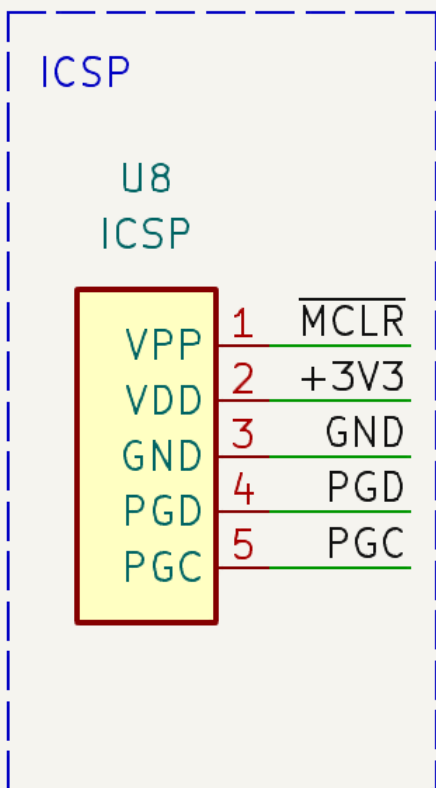 ICSP
U8
ICSP
VPP 1 MCLR
VDD 2 +3V3
GND 3 GND
PGD 4 PGD
PGC 5 PGC